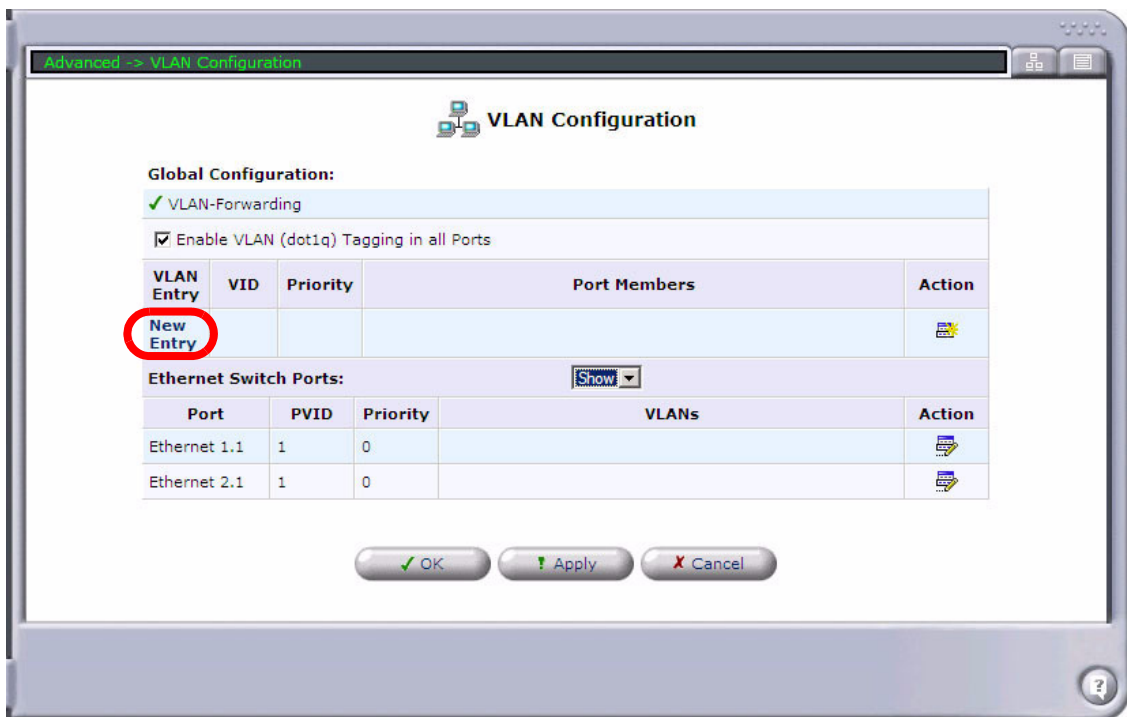 Advanced -> VLAN Configuration
VLAN Configuration
Global Configuration:
VLAN-Forwarding
Enable VLAN (dot1q) Tagging in all Ports
VLAN Entry VID Priority Port Members Action
New Entry
Ethernet Switch Ports: Show
Port PVID Priority VLANs Action
Ethernet 1.1 1 0
Ethernet 2.1 1 0
OK Apply Cancel
?